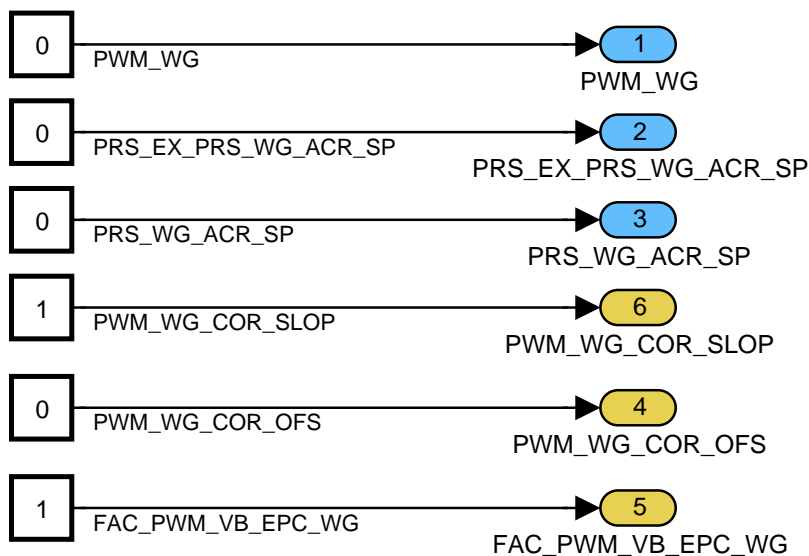 0
PWM_WG
1
PWM_WG
0
PRS_EX_PRS_WG_ACR_SP
2
PRS_EX_PRS_WG_ACR_SP
0
PRS_WG_ACR_SP
3
PRS_WG_ACR_SP
1
PWM_WG_COR_SLOP
6
PWM_WG_COR_SLOP
0
PWM_WG_COR_OFS
4
PWM_WG_COR_OFS
1
FAC_PWM_VB_EPC_WG
5
FAC_PWM_VB_EPC_WG